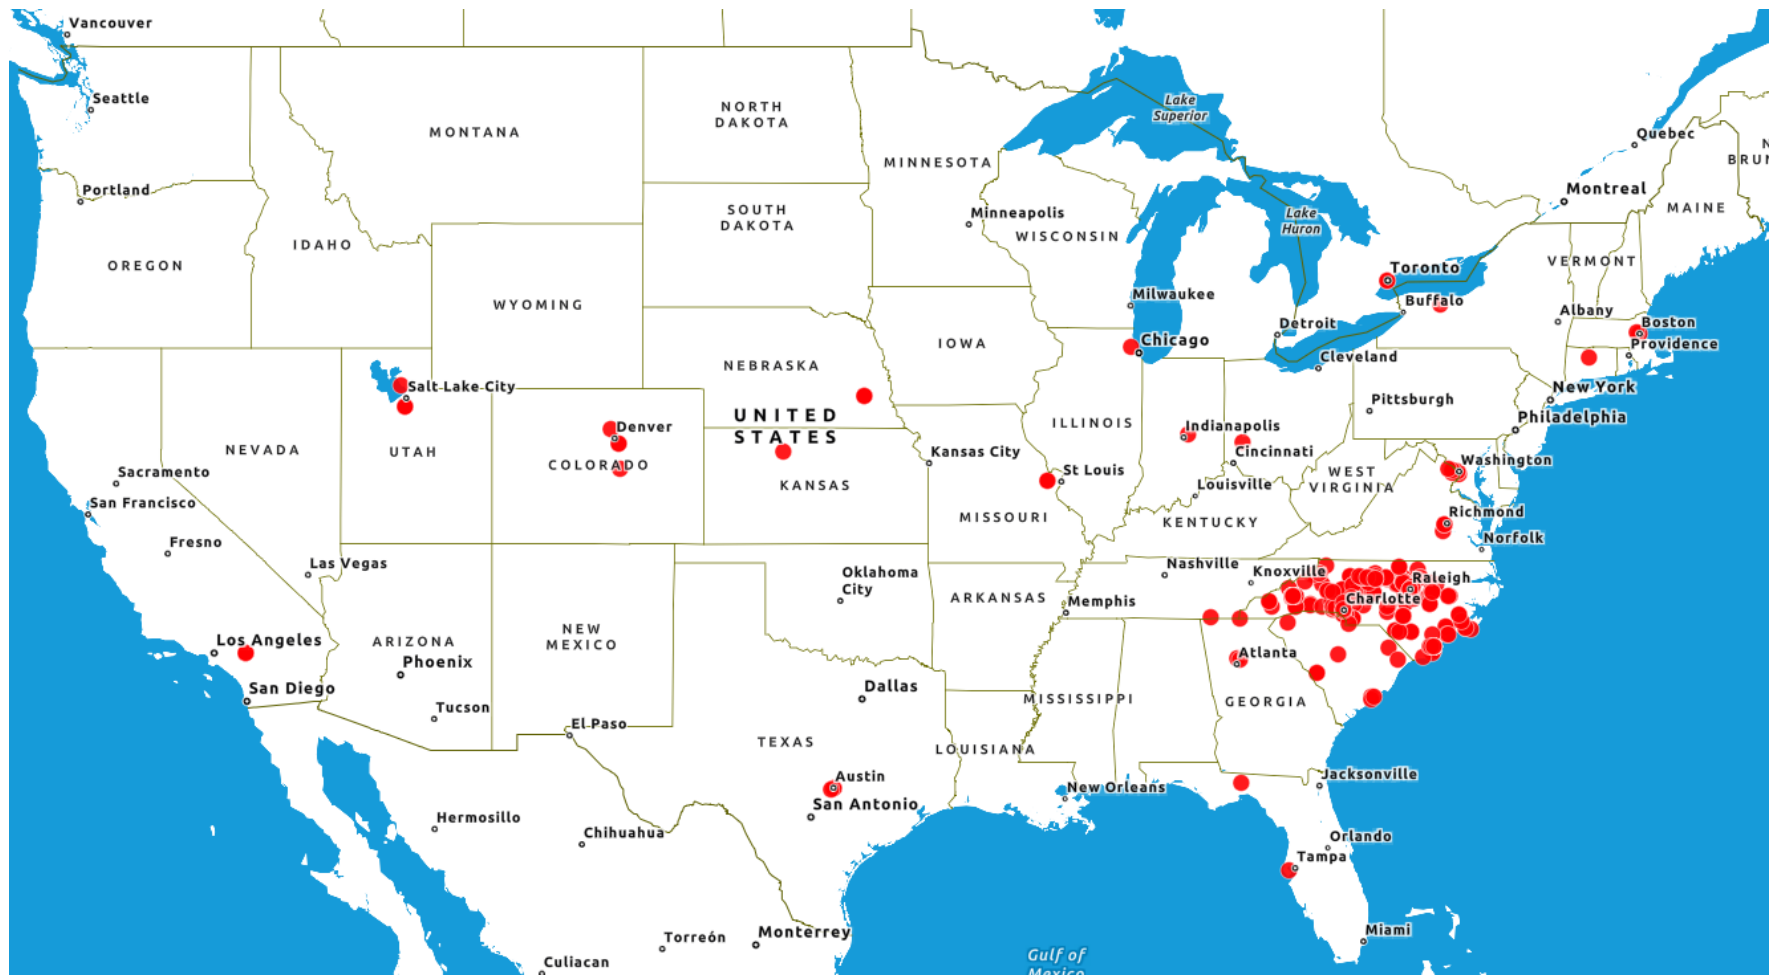 Vancouver
Seattle
Portland
MONTANA
NORTH
DAKOTA
MINNESOTA
Lake
Superior
Quebec
N
BRUN
Montreal
MAINE
SOUTH
DAKOTA
Minneapolis
WISCONSIN
Lake
Huron
IDAHO
OREGON
WYOMING
Toronto
VERMONT
Milwaukee
Buffalo
Albany
Detroit
Boston
Chicago
Providence
IOWA
Cleveland
NEBRASKA
Salt Lake City
New York
Pittsburgh
Philadelphia
UNITED
STATES
Denver
ILLINOIS
Indianapolis
NEVADA
UTAH
Kansas City
Cincinnati
Washington
COLORADO
St Louis
WEST
VIRGINIA
Sacramento
KANSAS
Louisville
San Francisco
MISSOURI
KENTUCKY
Richmond
Fresno
Norfolk
Las Vegas
Nashville
Knoxville
Oklahoma
City
Raleigh
ARKANSAS
Memphis
Charlotte
Los Angeles
ARIZONA
NEW
MEXICO
Phoenix
Atlanta
San Diego
Dallas
Tucson
MISSISSIPPI
GEORGIA
El Paso
TEXAS
LOUISIANA
Austin
Jacksonville
New Orleans
San Antonio
Hermosillo
Chihuahua
Orlando
Tampa
Torreón
Monterrey
Miami
Culiacan
Gulf of
Mexico